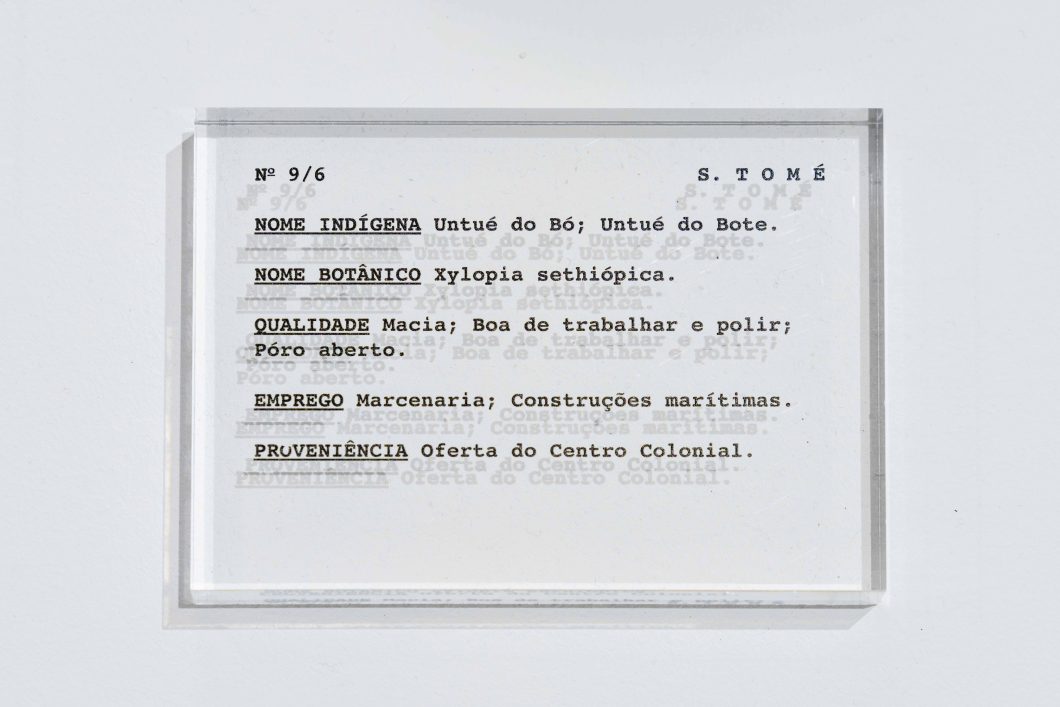 Nº 9/6 S. T O M É
NOME INDÍGENA Untué do Bó; Untué do Bote.
NOME BOTÂNICO Xylopia sethiópica.
QUALIDADE Macia; Boa de trabalhar e polir;
Póro aberto.
EMPREGO Marcenaria; Construções marítimas.
PROVENIÊNCIA Oferta do Centro Colonial.